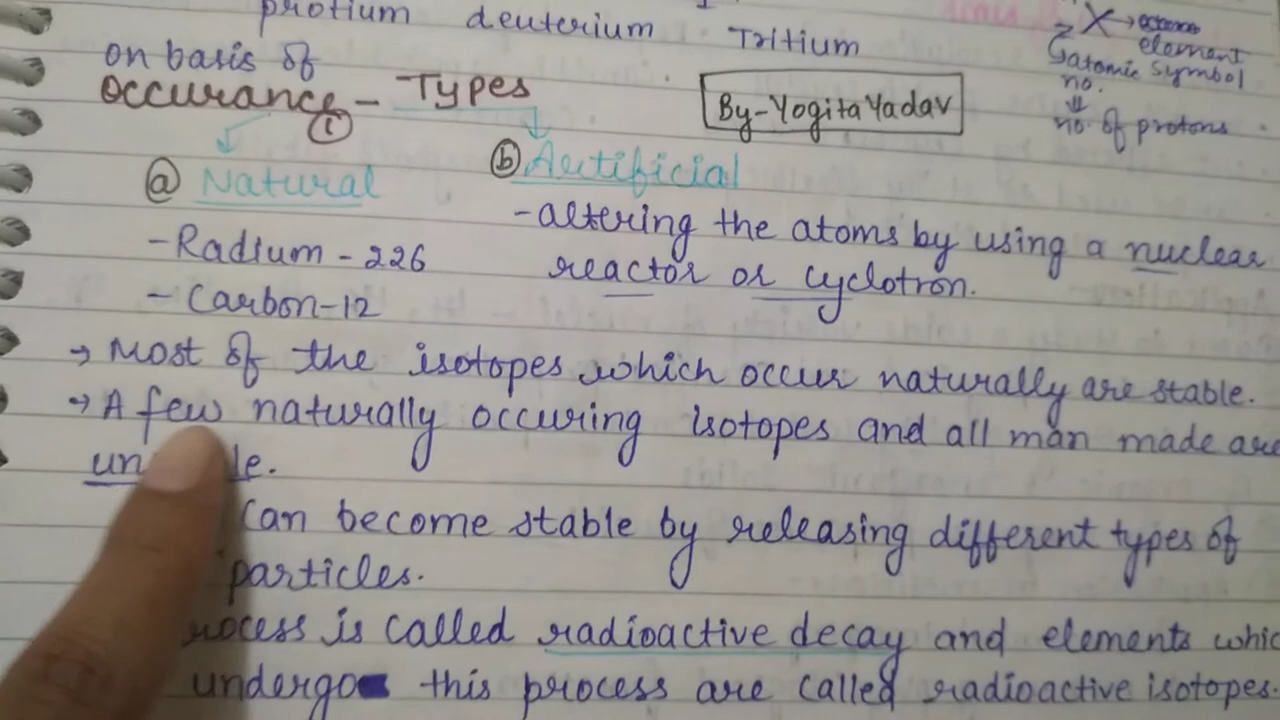 protium deuterium Tritium
Z X → element
symbol
↳ atomic no.
⇓
no. of protons
on basis of
Occurance - Types
①
By-Yogita Yadav
ⓐ Natural
- Radium - 226
- Carbon-12
ⓑ Artificial
- altering the atoms by using a nuclear
reactor or cyclotron.
→ Most of the isotopes which occur naturally are stable.
→ A few naturally occuring isotopes and all man made are
can become stable by releasing different types of
particles.
is called radioactive decay and elements
undergo this process are called radioactive isotopes.